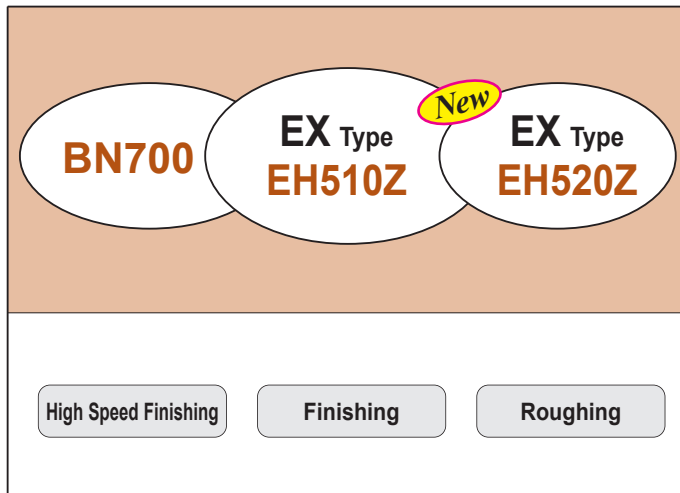 BN700
EX Type
EH510Z
New
EX Type
EH520Z
High Speed Finishing
Finishing
Roughing